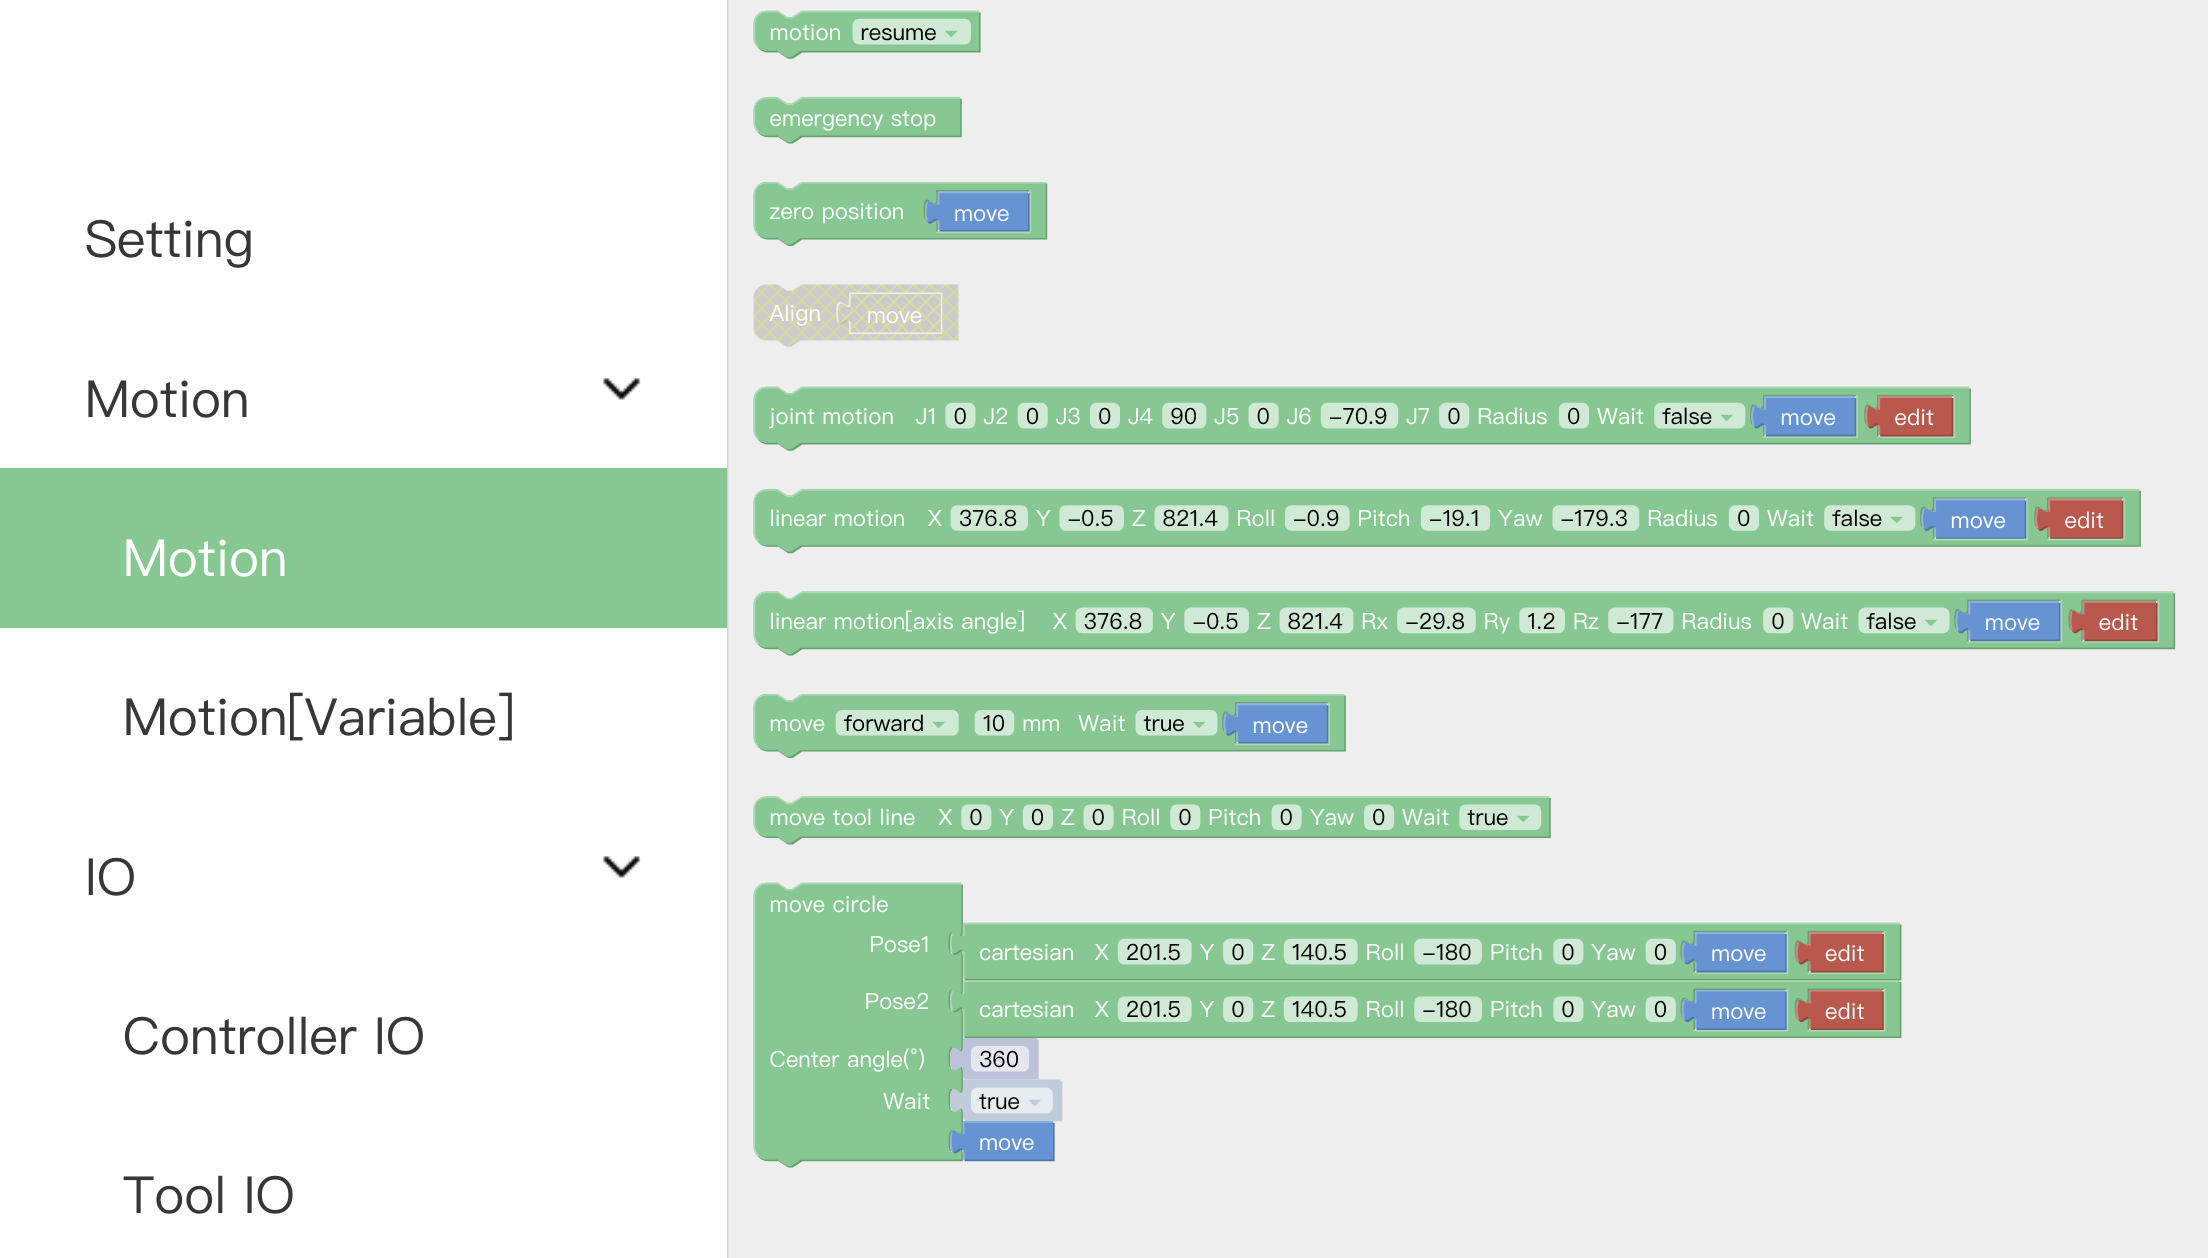 Setting
Motion
Motion
Motion[Variable]
IO
Controller IO
Tool IO
motion resume
emergency stop
zero position move
Align move
joint motion J1 0 J2 0 J3 0 J4 90 J5 0 J6 −70.9 J7 0 Radius 0 Wait false move edit
linear motion X 376.8 Y −0.5 Z 821.4 Roll −0.9 Pitch −19.1 Yaw −179.3 Radius 0 Wait false move edit
linear motion[axis angle] X 376.8 Y −0.5 Z 821.4 Rx −29.8 Ry 1.2 Rz −177 Radius 0 Wait false move edit
move forward 10 mm Wait true move
move tool line X 0 Y 0 Z 0 Roll 0 Pitch 0 Yaw 0 Wait true
move circle
Pose1 cartesian X 201.5 Y 0 Z 140.5 Roll −180 Pitch 0 Yaw 0 move edit
Pose2 cartesian X 201.5 Y 0 Z 140.5 Roll −180 Pitch 0 Yaw 0 move edit
Center angle(°) 360
Wait true
move